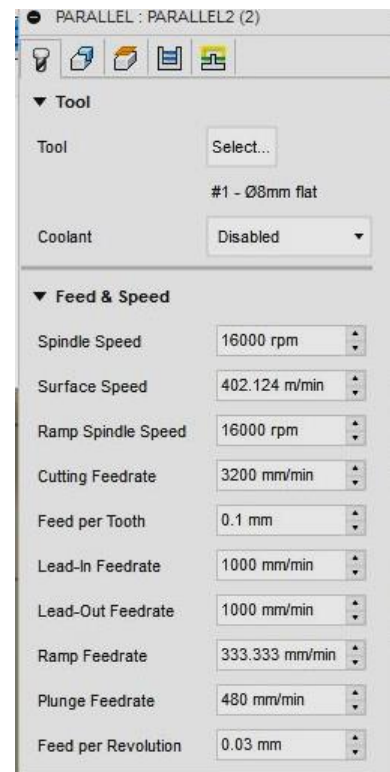 PARALLEL : PARALLEL2 (2)
Tool
Tool Select...
#1 - Ø8mm flat
Coolant Disabled
Feed & Speed
Spindle Speed 16000 rpm
Surface Speed 402.124 m/min
Ramp Spindle Speed 16000 rpm
Cutting Feedrate 3200 mm/min
Feed per Tooth 0.1 mm
Lead-In Feedrate 1000 mm/min
Lead-Out Feedrate 1000 mm/min
Ramp Feedrate 333.333 mm/min
Plunge Feedrate 480 mm/min
Feed per Revolution 0.03 mm